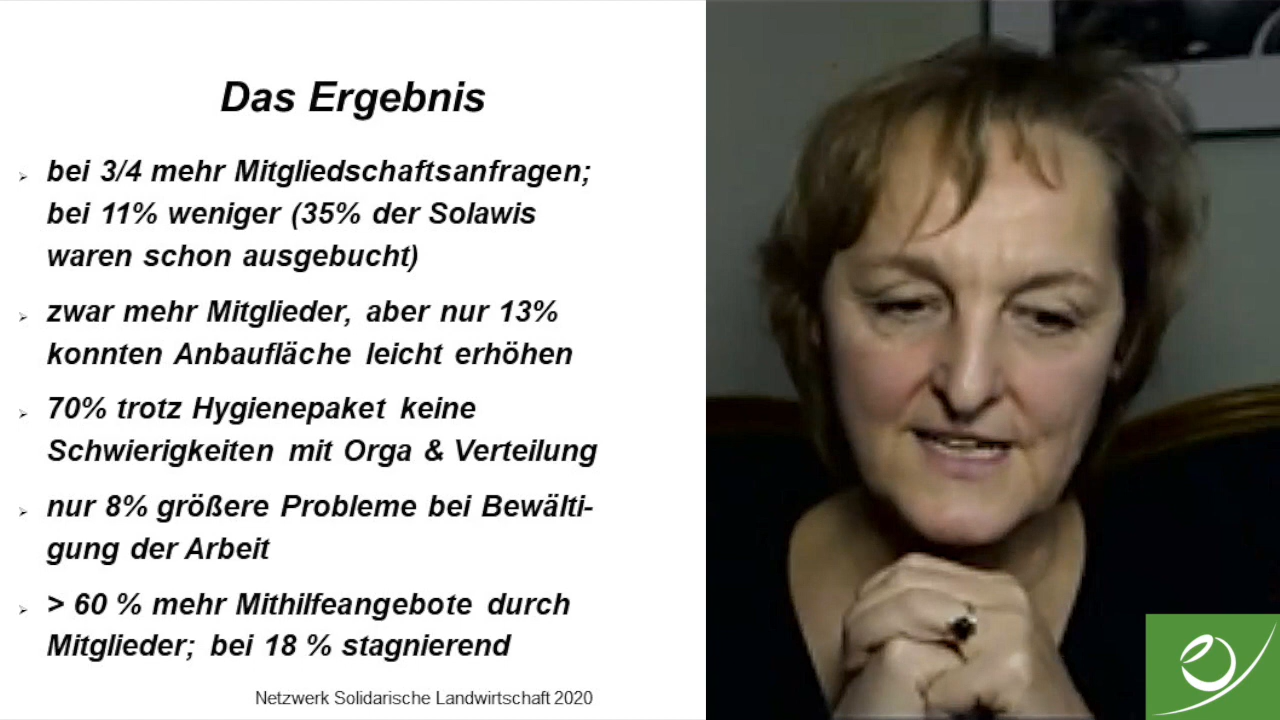 Das Ergebnis
bei 3/4 mehr Mitgliedschaftsanfragen;
bei 11% weniger (35% der Solawis
waren schon ausgebucht)
zwar mehr Mitglieder, aber nur 13%
konnten Anbaufläche leicht erhöhen
70% trotz Hygienepaket keine
Schwierigkeiten mit Orga & Verteilung
nur 8% größere Probleme bei Bewälti-
gung der Arbeit
> 60 % mehr Mithilfeangebote durch
Mitglieder; bei 18 % stagnierend
Netzwerk Solidarische Landwirtschaft 2020